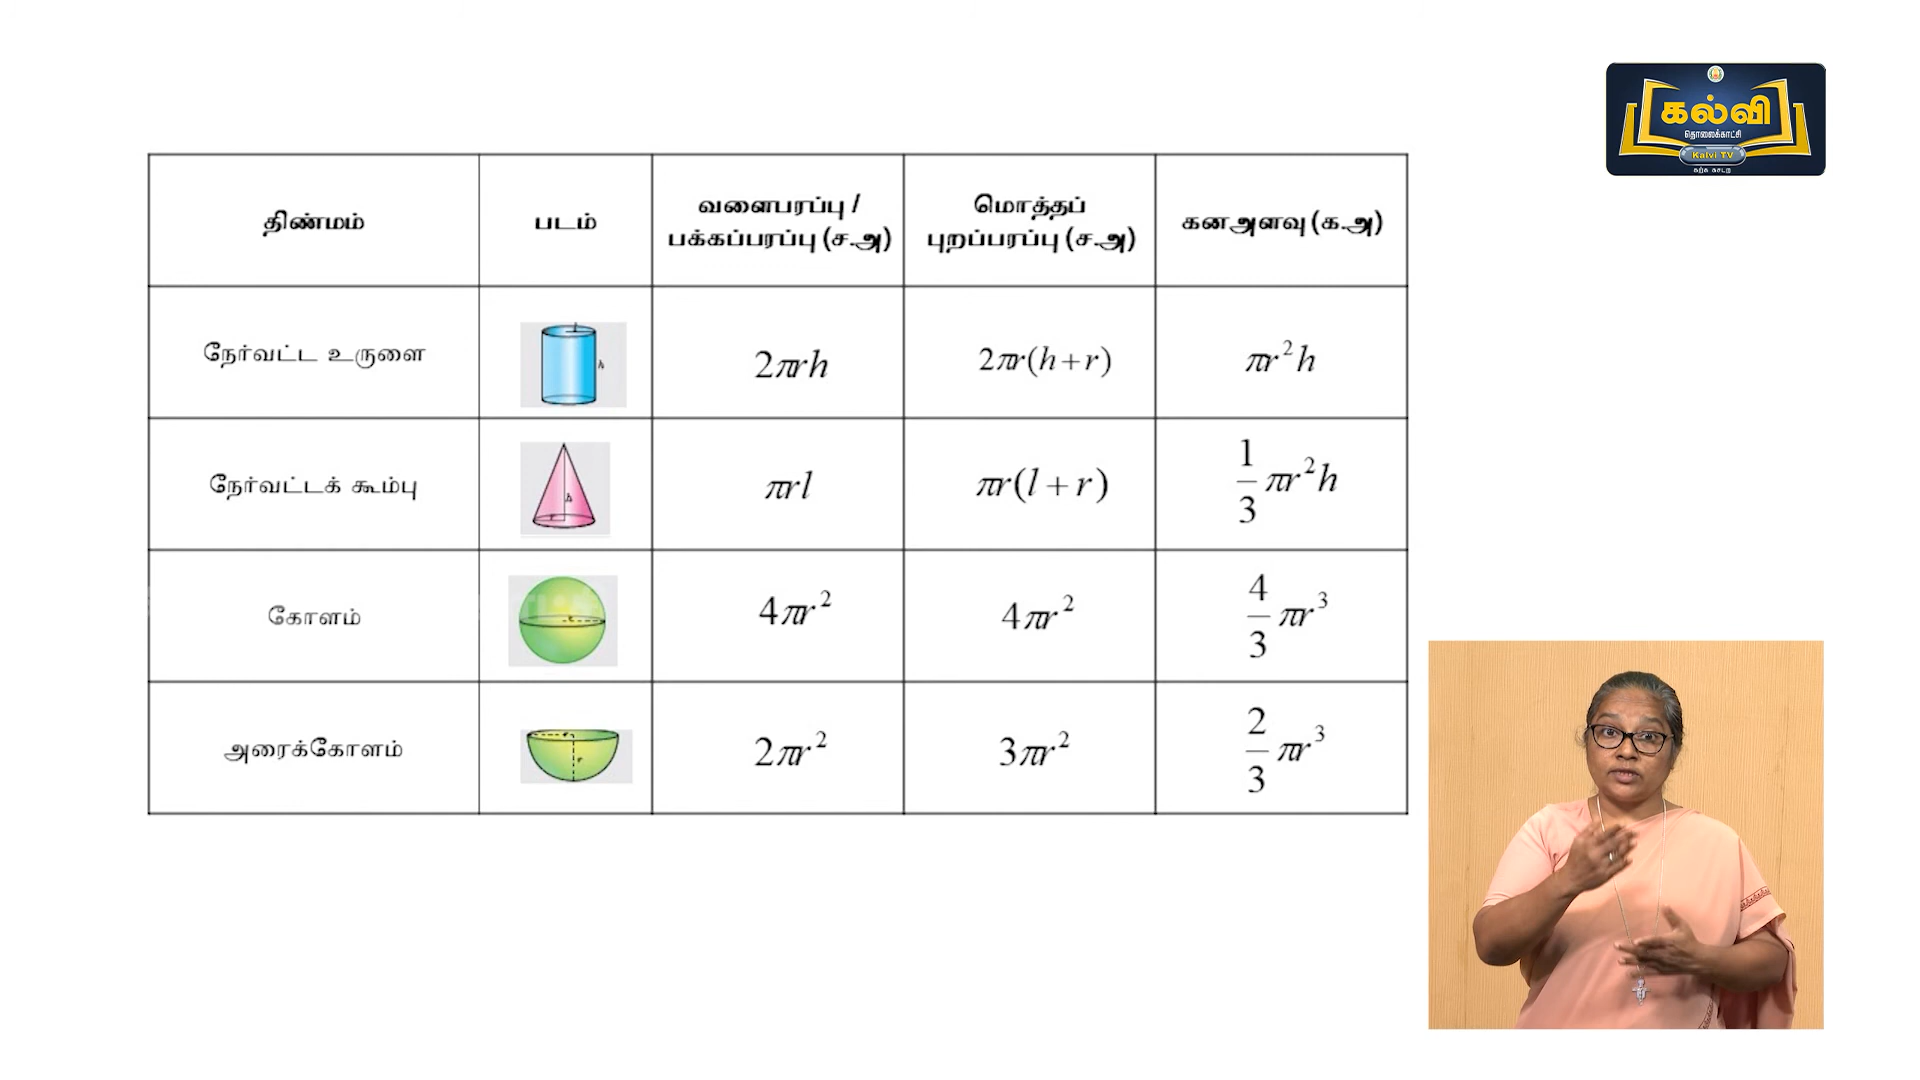 கல்வி
தொலைக்காட்சி
Kalvi TV
கற்க கசடற
திண்மம்
படம்
வளைபரப்பு /
பக்கப்பரப்பு (ச.அ)
மொத்தப்
புறப்பரப்பு (ச.அ)
கனஅளவு (க.அ)
நேர்வட்ட உருளை
h
2πrh
2πr(h+r)
πr²h
நேர்வட்டக் கூம்பு
h
r
πrl
πr(l+r)
1/3 πr²h
கோளம்
r
4πr²
4πr²
4/3 πr³
அரைக்கோளம்
r
r
2πr²
3πr²
2/3 πr³